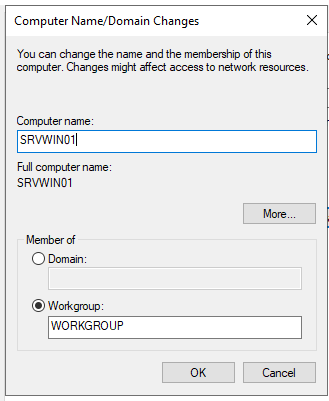 Computer Name/Domain Changes
You can change the name and the membership of this
computer. Changes might affect access to network resources.
Computer name:
SRVWIN01
Full computer name:
SRVWIN01
More...
Member of
Domain:
Workgroup:
WORKGROUP
OK
Cancel